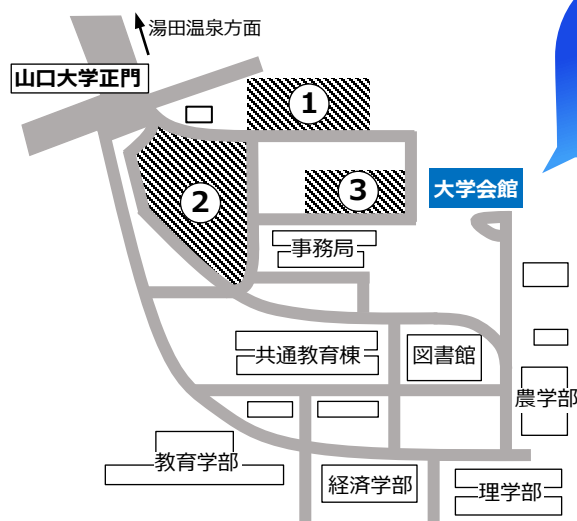 湯田温泉方面
山口大学正門
1
2
3
大学会館
事務局
共通教育棟
図書館
農学部
教育学部
経済学部
理学部